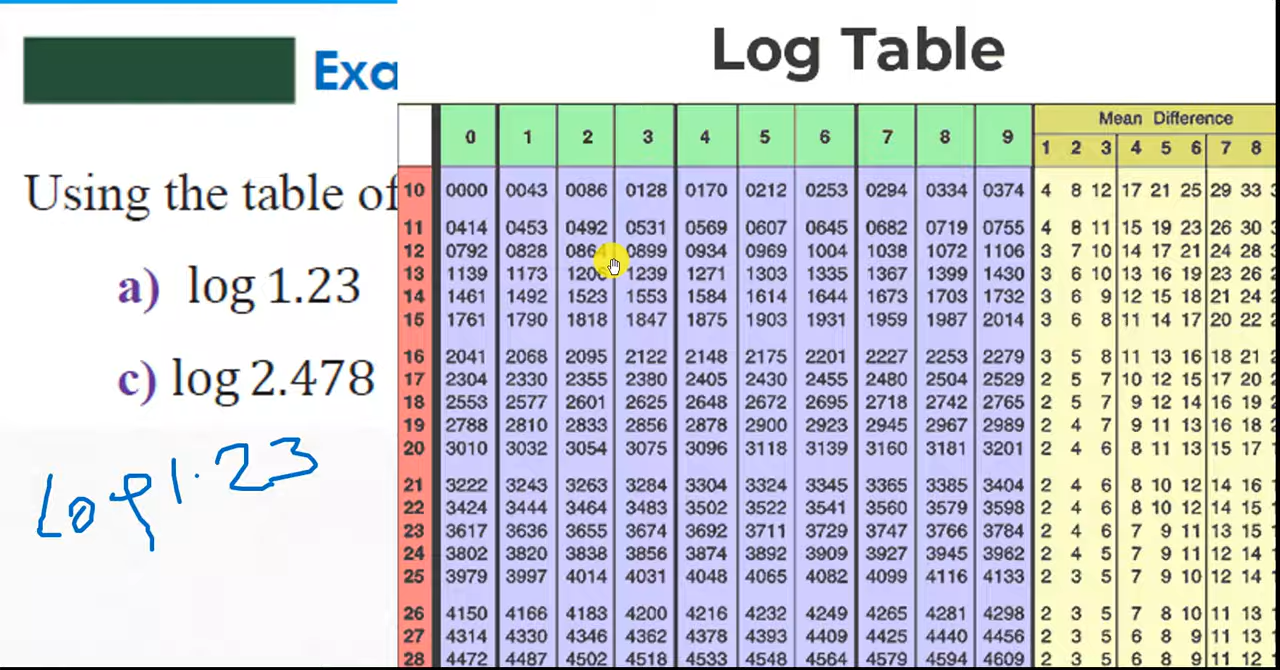 Exa
Log Table
Using the table of
a) log 1.23
c) log 2.478
Log 1.23
Mean Difference
0 1 2 3 4 5 6 7 8 9 1 2 3 4 5 6 7 8
10 0000 0043 0086 0128 0170 0212 0253 0294 0334 0374 4 8 12 17 21 25 29 33
11 0414 0453 0492 0531 0569 0607 0645 0682 0719 0755 4 8 11 15 19 23 26 30
12 0792 0828 0864 0899 0934 0969 1004 1038 1072 1106 3 7 10 14 17 21 24 28
13 1139 1173 1206 1239 1271 1303 1335 1367 1399 1430 3 6 10 13 16 19 23 26
14 1461 1492 1523 1553 1584 1614 1644 1673 1703 1732 3 6 9 12 15 18 21 24
15 1761 1790 1818 1847 1875 1903 1931 1959 1987 2014 3 6 8 11 14 17 20 22
16 2041 2068 2095 2122 2148 2175 2201 2227 2253 2279 3 5 8 11 13 16 18 21
17 2304 2330 2355 2380 2405 2430 2455 2480 2504 2529 2 5 7 10 12 15 17 20
18 2553 2577 2601 2625 2648 2672 2695 2718 2742 2765 2 5 7 9 12 14 16 19
19 2788 2810 2833 2856 2878 2900 2923 2945 2967 2989 2 4 7 9 11 13 16 18
20 3010 3032 3054 3075 3096 3118 3139 3160 3181 3201 2 4 6 8 11 13 15 17
21 3222 3243 3263 3284 3304 3324 3345 3365 3385 3404 2 4 6 8 10 12 14 16
22 3424 3444 3464 3483 3502 3522 3541 3560 3579 3598 2 4 6 8 10 12 14 15
23 3617 3636 3655 3674 3692 3711 3729 3747 3766 3784 2 4 6 7 9 11 13 15
24 3802 3820 3838 3856 3874 3892 3909 3927 3945 3962 2 4 5 7 9 11 12 14
25 3979 3997 4014 4031 4048 4065 4082 4099 4116 4133 2 3 5 7 9 10 12 14
26 4150 4166 4183 4200 4216 4232 4249 4265 4281 4298 2 3 5 7 8 10 11 13
27 4314 4330 4346 4362 4378 4393 4409 4425 4440 4456 2 3 5 6 8 9 11 13
28 4472 4487 4502 4518 4533 4548 4564 4579 4594 4609 2 3 5 6 8 9 11 12